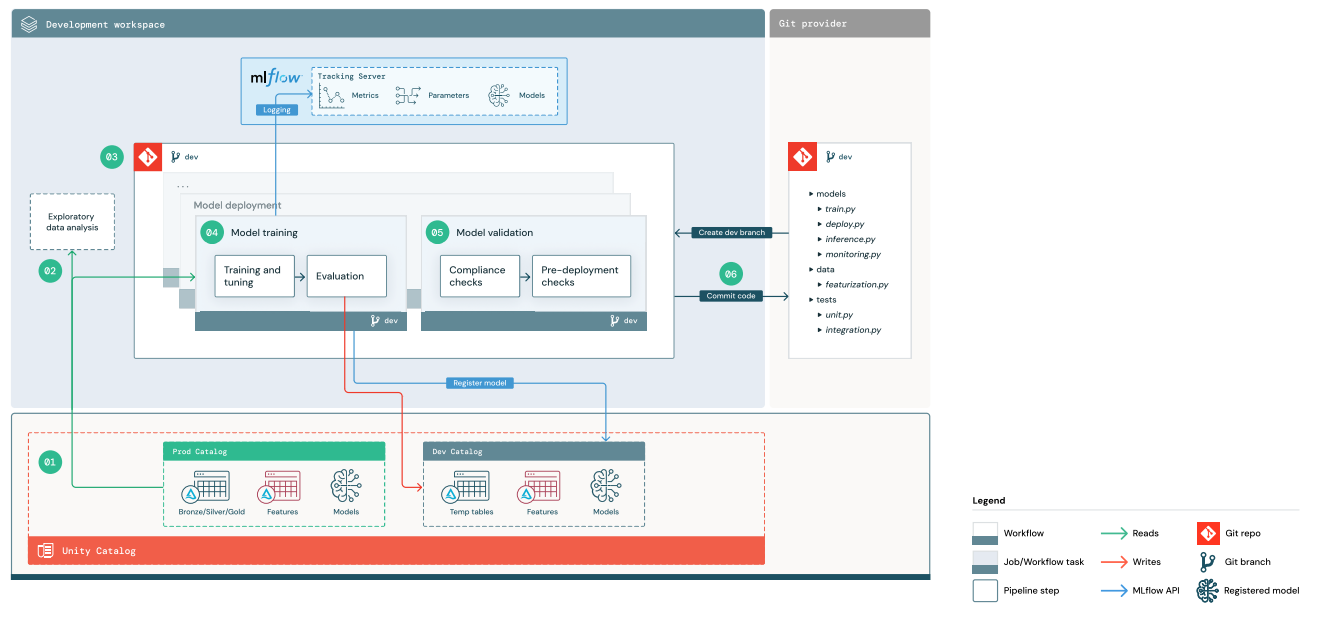 Development workspace
Git provider
mlflow
Tracking Server
Metrics
Parameters
Models
Logging
03
dev
...
Model deployment
04
Model training
Training and
tuning
Evaluation
dev
05
Model validation
Compliance
checks
Pre-deployment
checks
dev
Exploratory
data analysis
02
Create dev branch
06
Commit code
dev
models
train.py
deploy.py
inference.py
monitoring.py
data
featurization.py
tests
unit.py
integration.py
Register model
01
Prod Catalog
Bronze/Silver/Gold
Features
Models
Dev Catalog
Temp tables
Features
Models
Unity Catalog
Legend
Workflow
Reads
Git repo
Job/Workflow task
Writes
Git branch
Pipeline step
MLflow API
Registered model